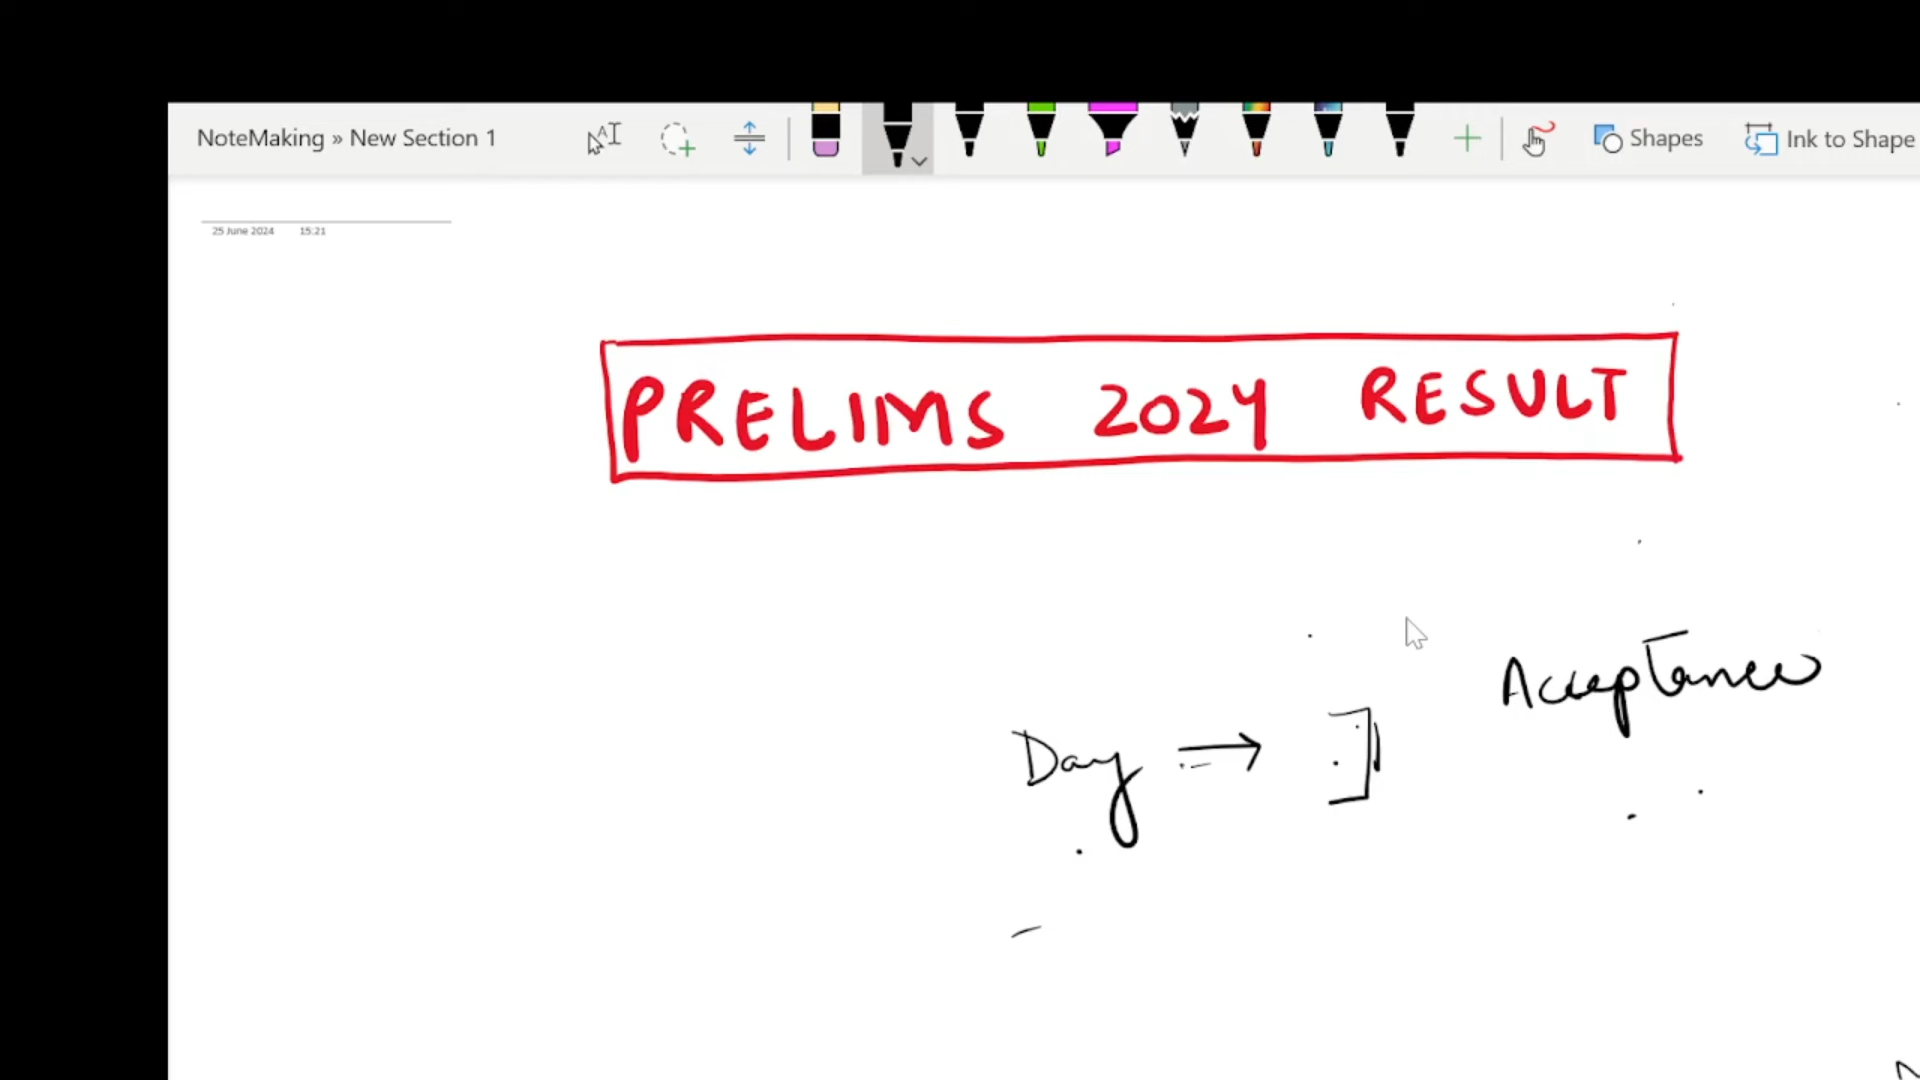 NoteMaking » New Section 1
Shapes
Ink to Shape
25 June 2024 15:21
PRELIMS 2024 RESULT
Acceptance
Day →